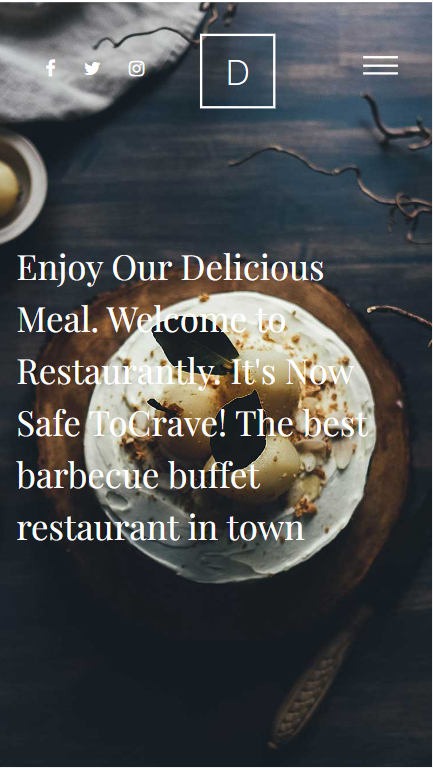 D
Enjoy Our Delicious
Meal. Welcome to
Restaurantly. It's Now
Safe ToCrave! The best
barbecue buffet
restaurant in town